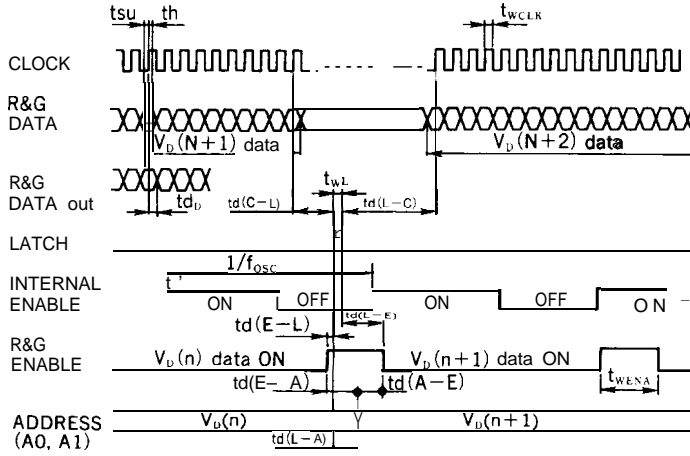 tsu th tWCLK
CLOCK
R&G
DATA
VD(N+1) data VD(N+2) data
R&G
DATA out
tdD td(C-L) tWL td(L-C)
LATCH
1/fOSC
INTERNAL
ENABLE
ON OFF ON OFF ON
td(E-L) td(L-E)
R&G
ENABLE
VD(n) data ON VD(n+1) data ON
td(E-A) td(A-E) tWENA
ADDRESS
(A0, A1)
VD(n) VD(n+1)
td(L-A)